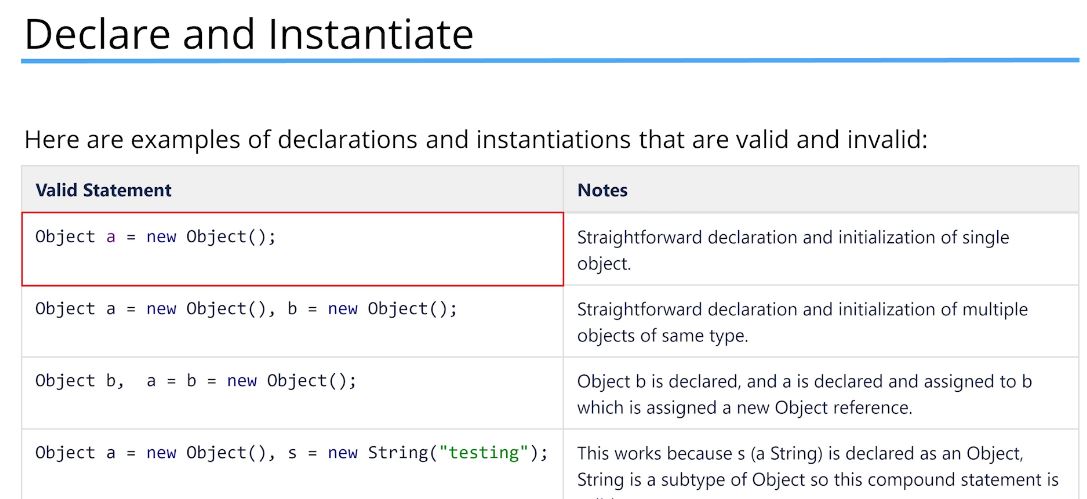 Declare and Instantiate
Here are examples of declarations and instantiations that are valid and invalid:
Valid Statement
Notes
Object a = new Object();
Straightforward declaration and initialization of single
object.
Object a = new Object(), b = new Object();
Straightforward declaration and initialization of multiple
objects of same type.
Object b,  a = b = new Object();
Object b is declared, and a is declared and assigned to b
which is assigned a new Object reference.
Object a = new Object(), s = new String("testing");
This works because s (a String) is declared as an Object,
String is a subtype of Object so this compound statement is